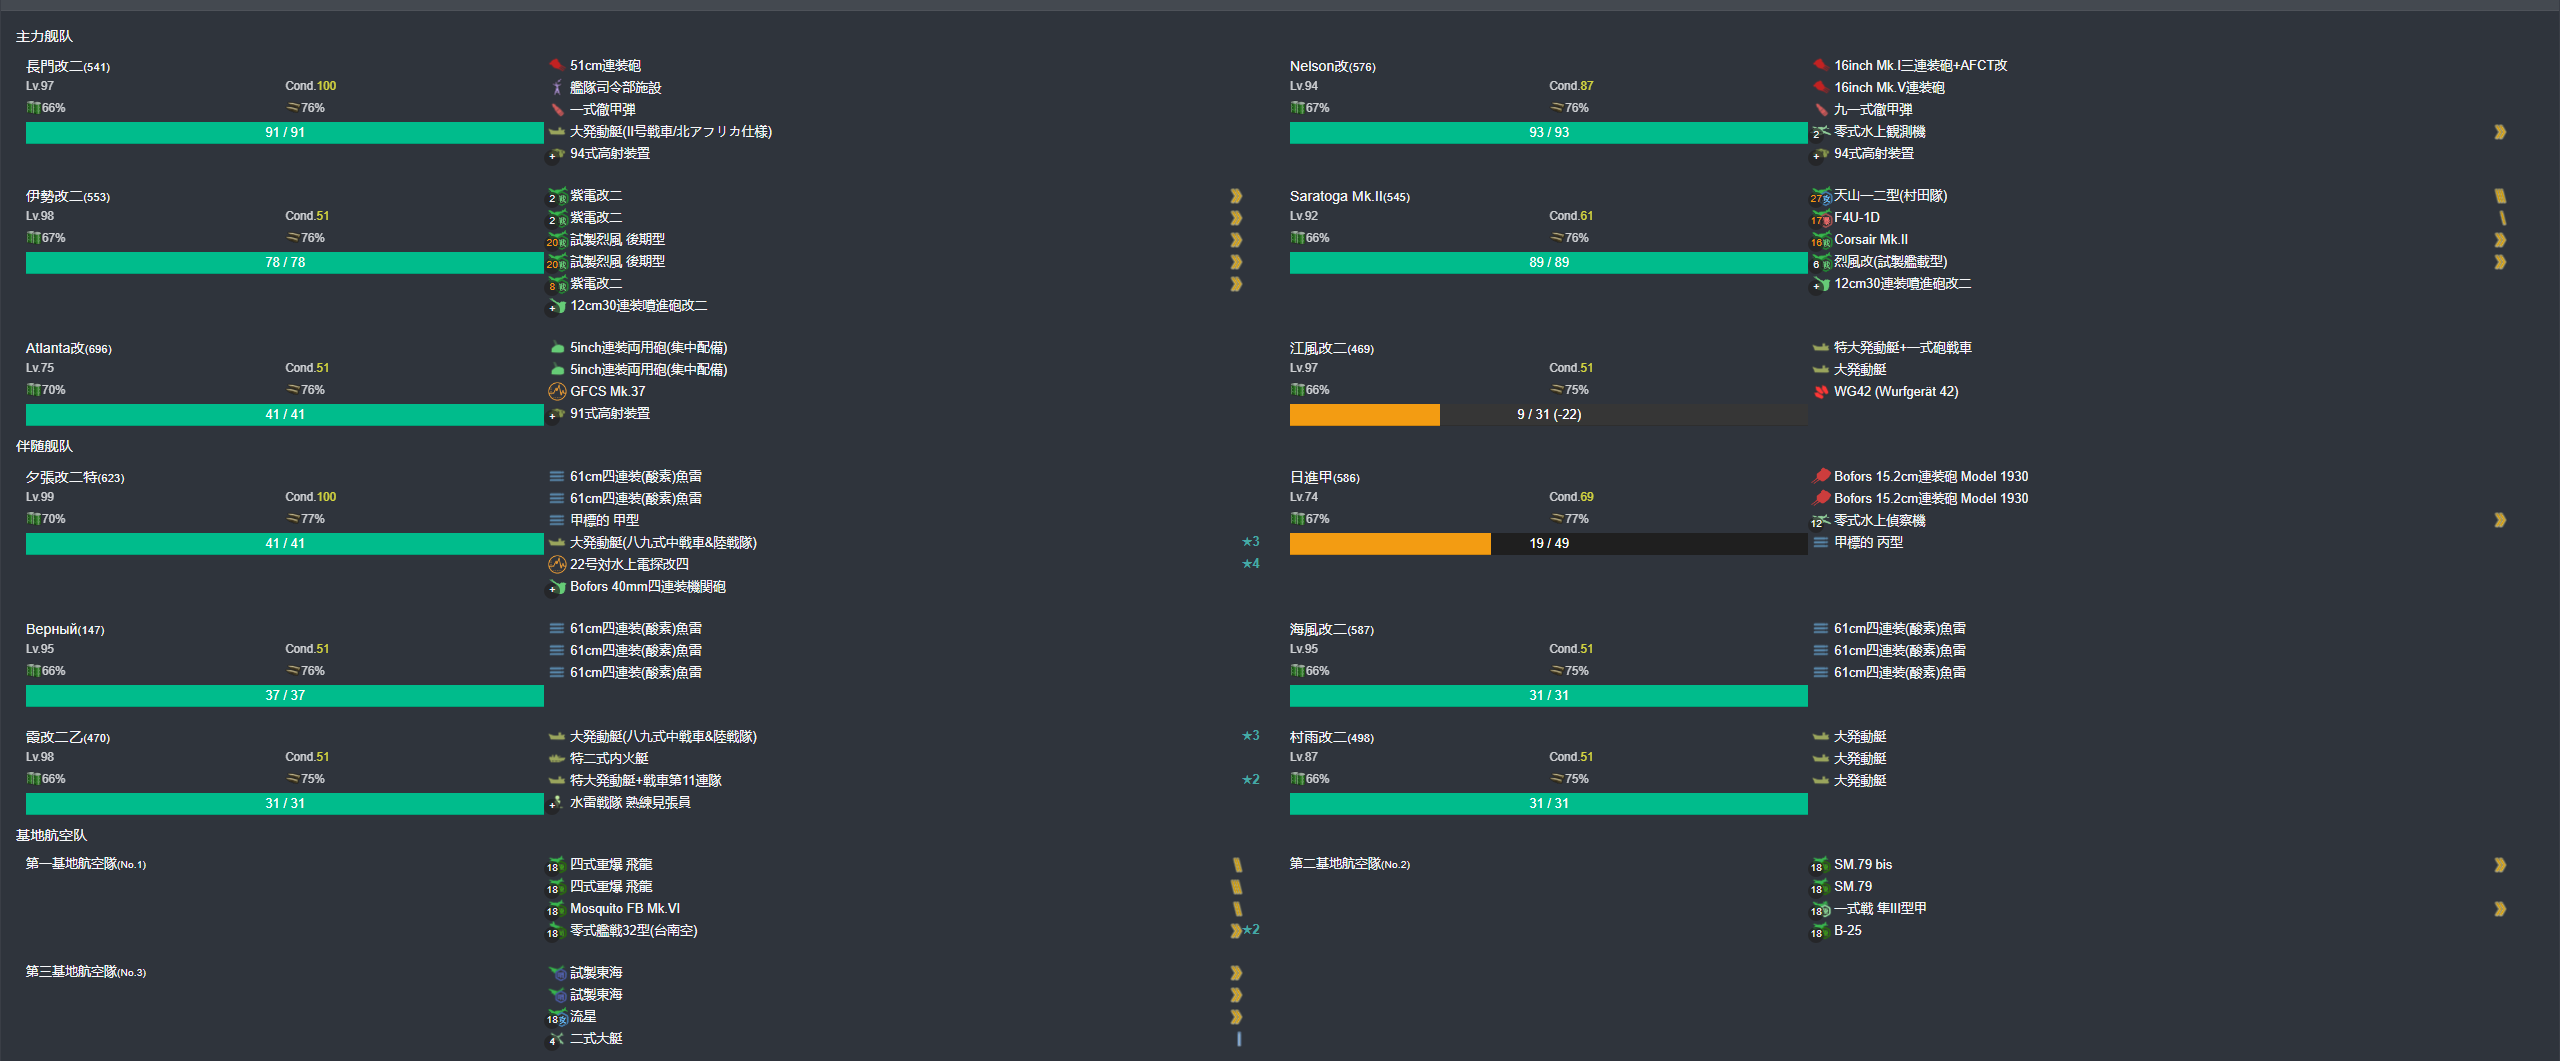 主力舰队
長門改二(541)
Lv.97 Cond.100
66% 76%
91 / 91
51cm連装砲
艦隊司令部施設
一式徹甲弾
大発動艇(II号戦車/北アフリカ仕様)
+ 94式高射装置
Nelson改(576)
Lv.94 Cond.87
67% 76%
93 / 93
16inch Mk.I三連装砲+AFCT改
16inch Mk.V連装砲
九一式徹甲弾
2 零式水上観測機
+ 94式高射装置
伊勢改二(553)
Lv.98 Cond.51
67% 76%
78 / 78
2 紫電改二
2 紫電改二
20 試製烈風 後期型
20 試製烈風 後期型
8 紫電改二
+ 12cm30連装噴進砲改二
Saratoga Mk.II(545)
Lv.92 Cond.61
66% 76%
89 / 89
27 天山一二型(村田隊)
17 F4U-1D
16 Corsair Mk.II
6 烈風改(試製艦載型)
+ 12cm30連装噴進砲改二
Atlanta改(696)
Lv.75 Cond.51
70% 76%
41 / 41
5inch連装両用砲(集中配備)
5inch連装両用砲(集中配備)
GFCS Mk.37
+ 91式高射装置
江風改二(469)
Lv.97 Cond.51
66% 75%
9 / 31 (-22)
特大発動艇+一式砲戦車
大発動艇
WG42 (Wurfgerät 42)
伴随舰队
夕張改二特(623)
Lv.99 Cond.100
70% 77%
41 / 41
61cm四連装(酸素)魚雷
61cm四連装(酸素)魚雷
甲標的 甲型
大発動艇(八九式中戦車&陸戦隊) ★3
22号対水上電探改四 ★4
+ Bofors 40mm四連装機関砲
日進甲(586)
Lv.74 Cond.69
67% 77%
19 / 49
Bofors 15.2cm連装砲 Model 1930
Bofors 15.2cm連装砲 Model 1930
12 零式水上偵察機
甲標的 丙型
Верный(147)
Lv.95 Cond.51
66% 76%
37 / 37
61cm四連装(酸素)魚雷
61cm四連装(酸素)魚雷
61cm四連装(酸素)魚雷
海風改二(587)
Lv.95 Cond.51
66% 75%
31 / 31
61cm四連装(酸素)魚雷
61cm四連装(酸素)魚雷
61cm四連装(酸素)魚雷
霞改二乙(470)
Lv.98 Cond.51
66% 75%
31 / 31
大発動艇(八九式中戦車&陸戦隊) ★3
特二式内火艇
特大発動艇+戦車第11連隊 ★2
+ 水雷戦隊 熟練見張員
村雨改二(498)
Lv.87 Cond.51
66% 75%
31 / 31
大発動艇
大発動艇
大発動艇
基地航空队
第一基地航空隊(No.1)
18 四式重爆 飛龍
18 四式重爆 飛龍
18 Mosquito FB Mk.VI
18 零式艦戦32型(台南空) ★2
第二基地航空隊(No.2)
18 SM.79 bis
18 SM.79
18 一式戦 隼III型甲
18 B-25
第三基地航空隊(No.3)
試製東海
試製東海
18 流星
4 二式大艇